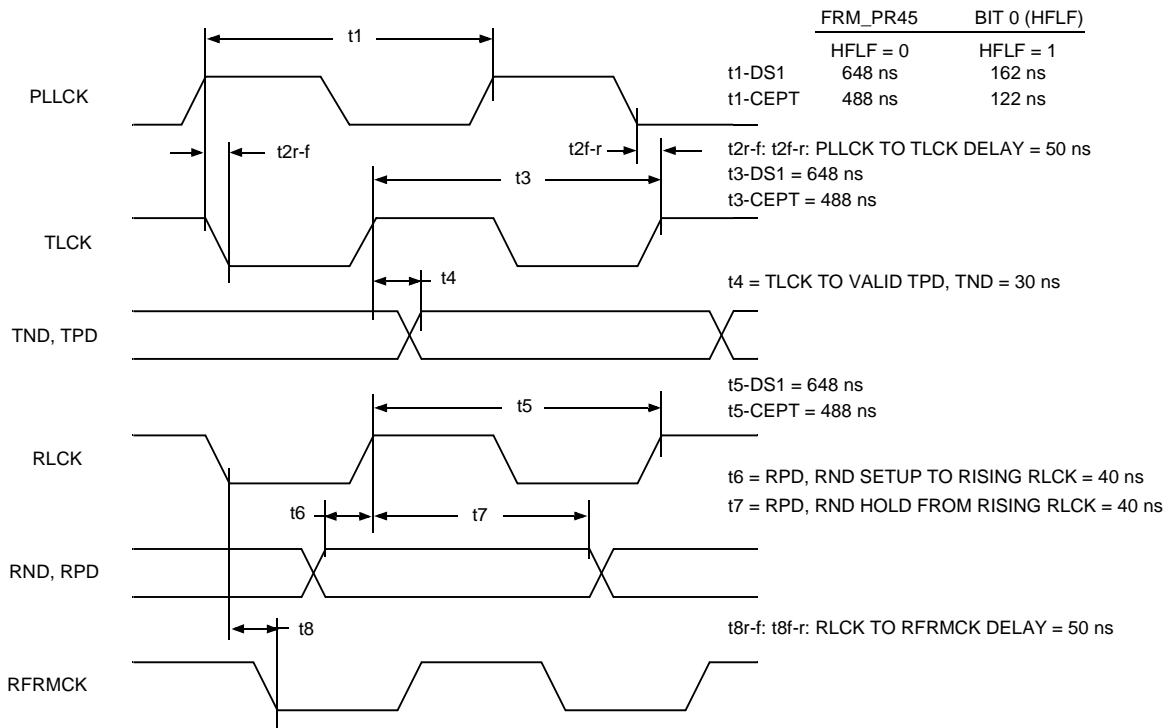 FRM_PR45 BIT 0 (HFLF)
HFLF = 0 HFLF = 1
t1-DS1 648 ns 162 ns
t1-CEPT 488 ns 122 ns
t1
PLLCK
t2r-f
t2f-r
t2r-f: t2f-r: PLLCK TO TLCK DELAY = 50 ns
t3
t3-DS1 = 648 ns
t3-CEPT = 488 ns
TLCK
t4
t4 = TLCK TO VALID TPD, TND = 30 ns
TND, TPD
t5-DS1 = 648 ns
t5
t5-CEPT = 488 ns
RLCK
t6 = RPD, RND SETUP TO RISING RLCK = 40 ns
t6
t7
t7 = RPD, RND HOLD FROM RISING RLCK = 40 ns
RND, RPD
t8
t8r-f: t8f-r: RLCK TO RFRMCK DELAY = 50 ns
RFRMCK